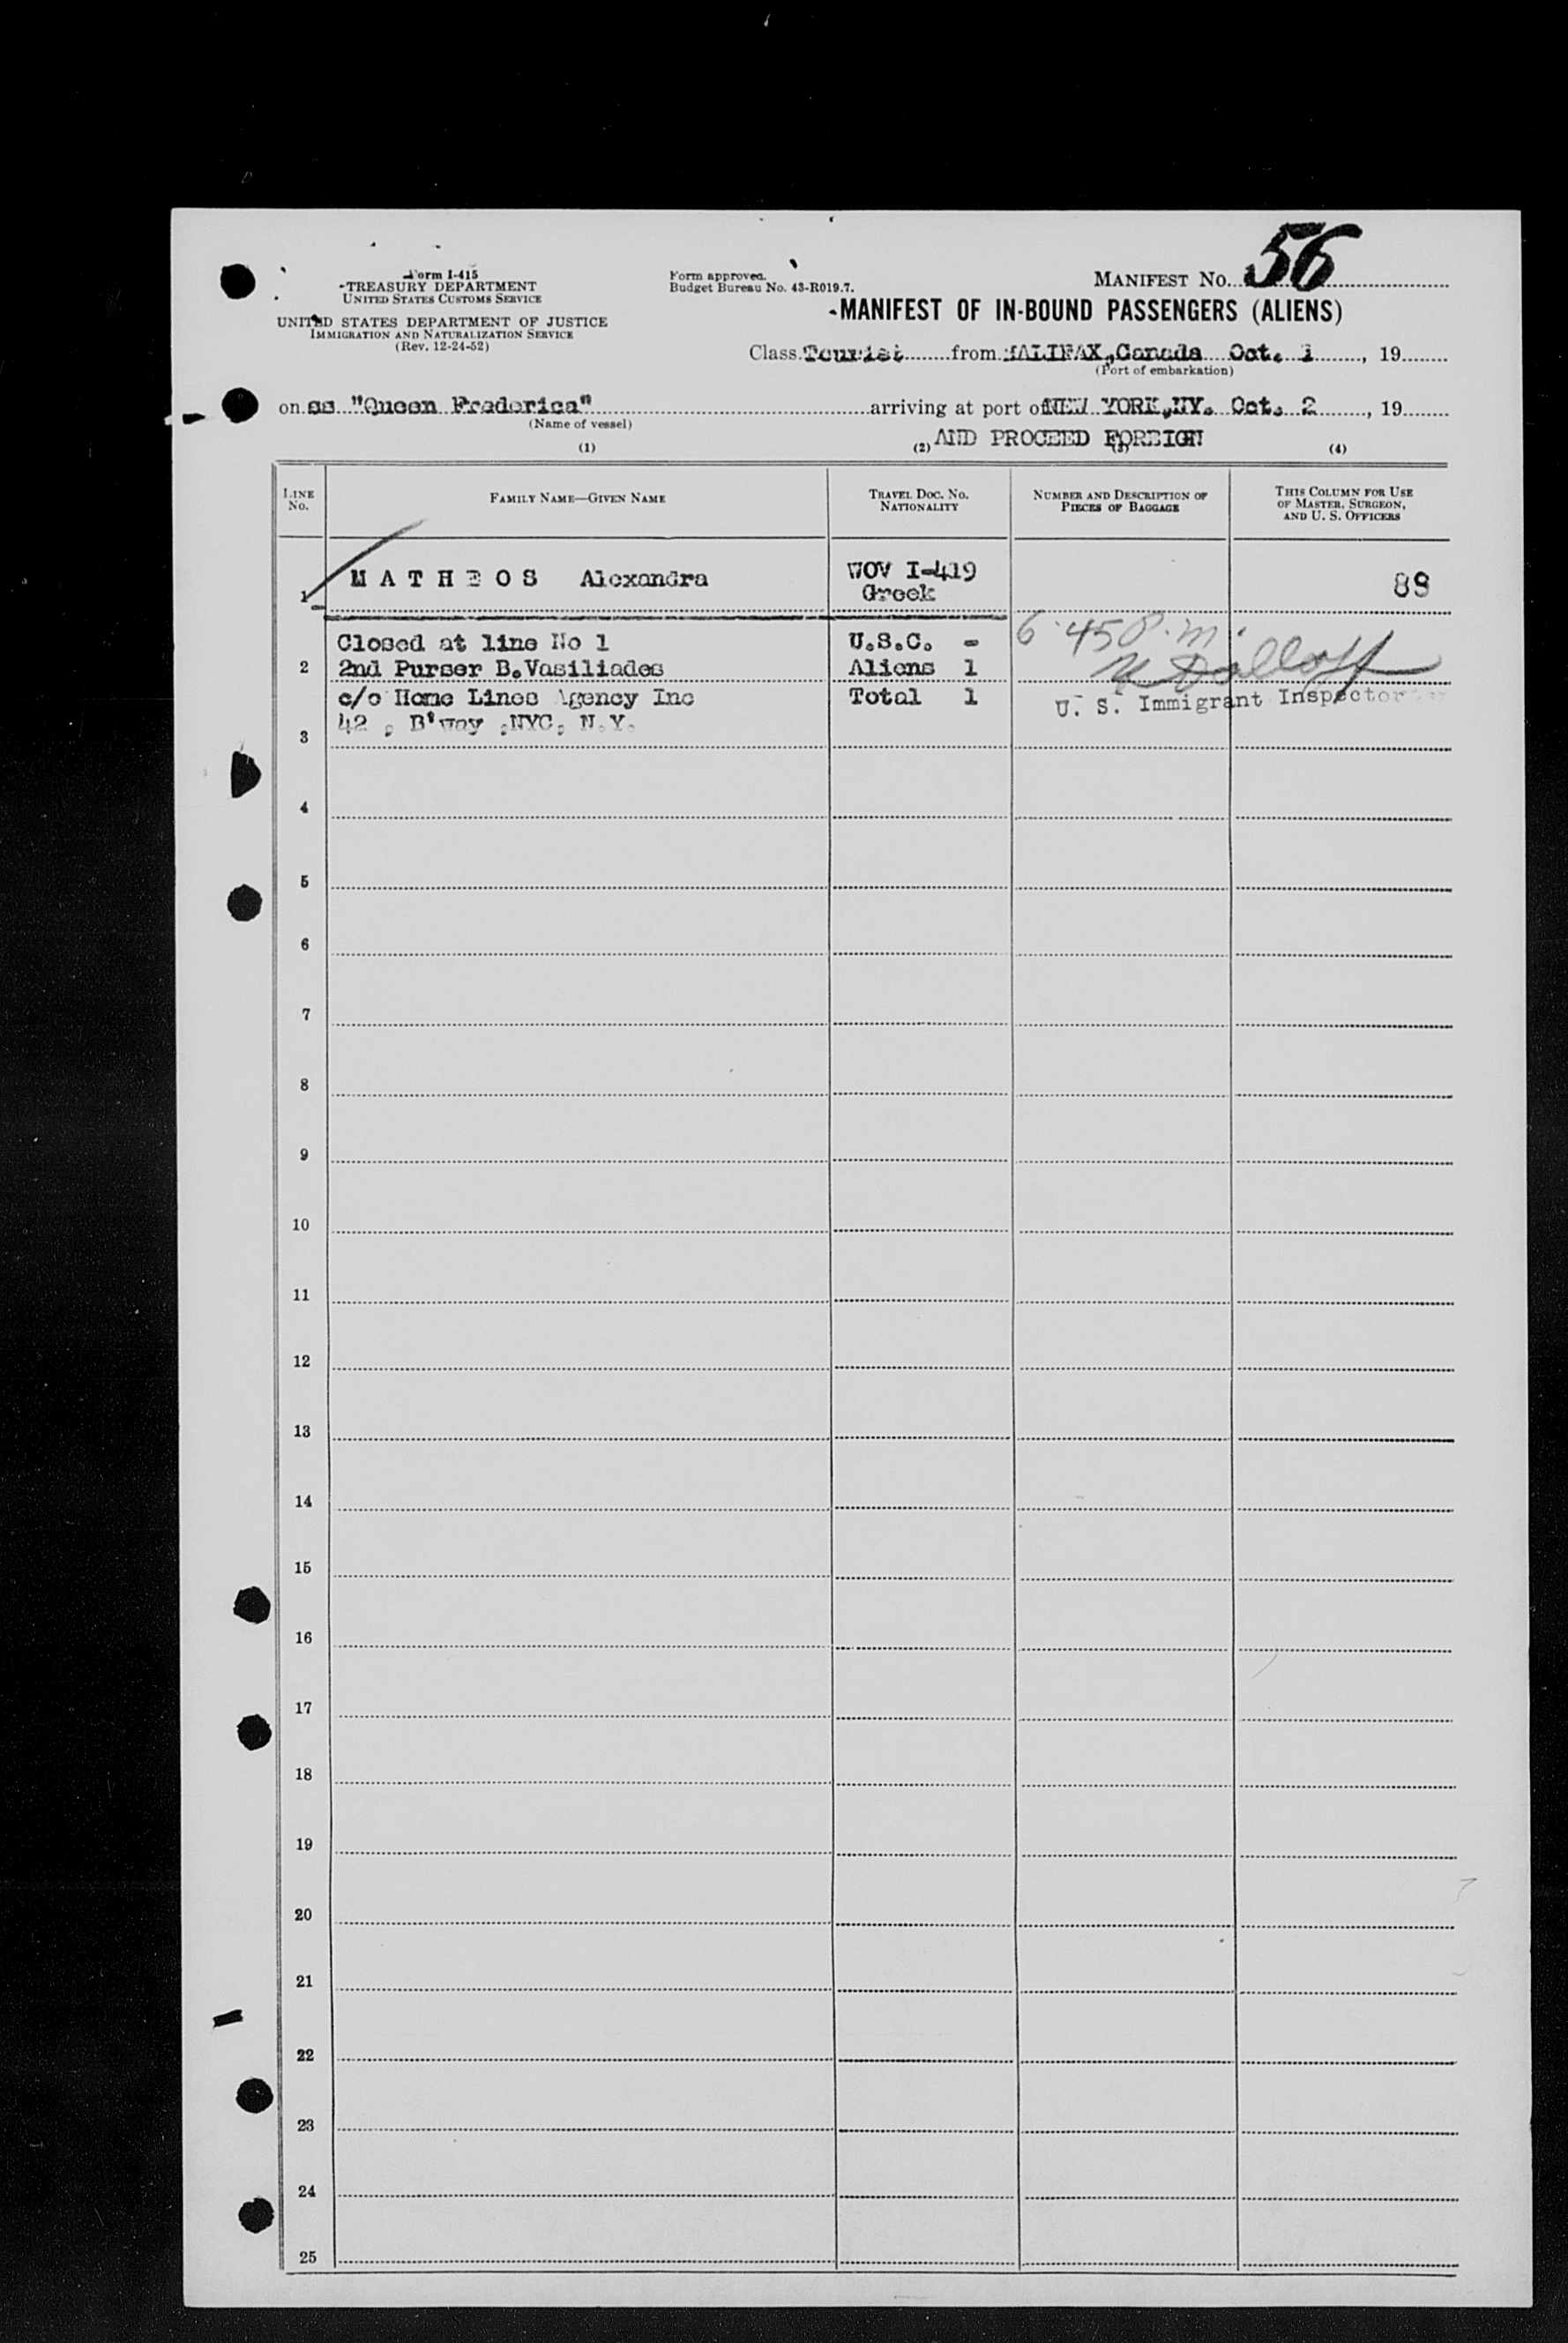 Form I-415
TREASURY DEPARTMENT
UNITED STATES CUSTOMS SERVICE
UNITED STATES DEPARTMENT OF JUSTICE
IMMIGRATION AND NATURALIZATION SERVICE
(Rev. 12-24-52)
Form approved.
Budget Bureau No. 43-R019.7.
MANIFEST NO. 56
MANIFEST OF IN-BOUND PASSENGERS (ALIENS)
Class Tourist from HALIFAX, Canada Oct. 1, 19
(Port of embarkation)
on ss "Queen Frederica" arriving at port of NEW YORK, NY. Oct. 2, 19
(Name of vessel)
AND PROCEED FOREIGN
(1) (2) (3) (4)
LINE NO. FAMILY NAME—GIVEN NAME TRAVEL DOC. NO. NATIONALITY NUMBER AND DESCRIPTION OF PIECES OF BAGGAGE THIS COLUMN FOR USE OF MASTER, SURGEON, AND U. S. OFFICERS
1 MATHEOS Alexandra WOV I-419 Greek 88
Closed at line No 1 U.S.C. - 6:45 P.m.
2 2nd Purser B.Vasiliades Aliens 1
c/o Home Lines Agency Inc Total 1 U. S. Immigrant Inspector
3 42, B'way ,NYC, N.Y.
4
5
6
7
8
9
10
11
12
13
14
15
16
17
18
19
20
21
22
23
24
25